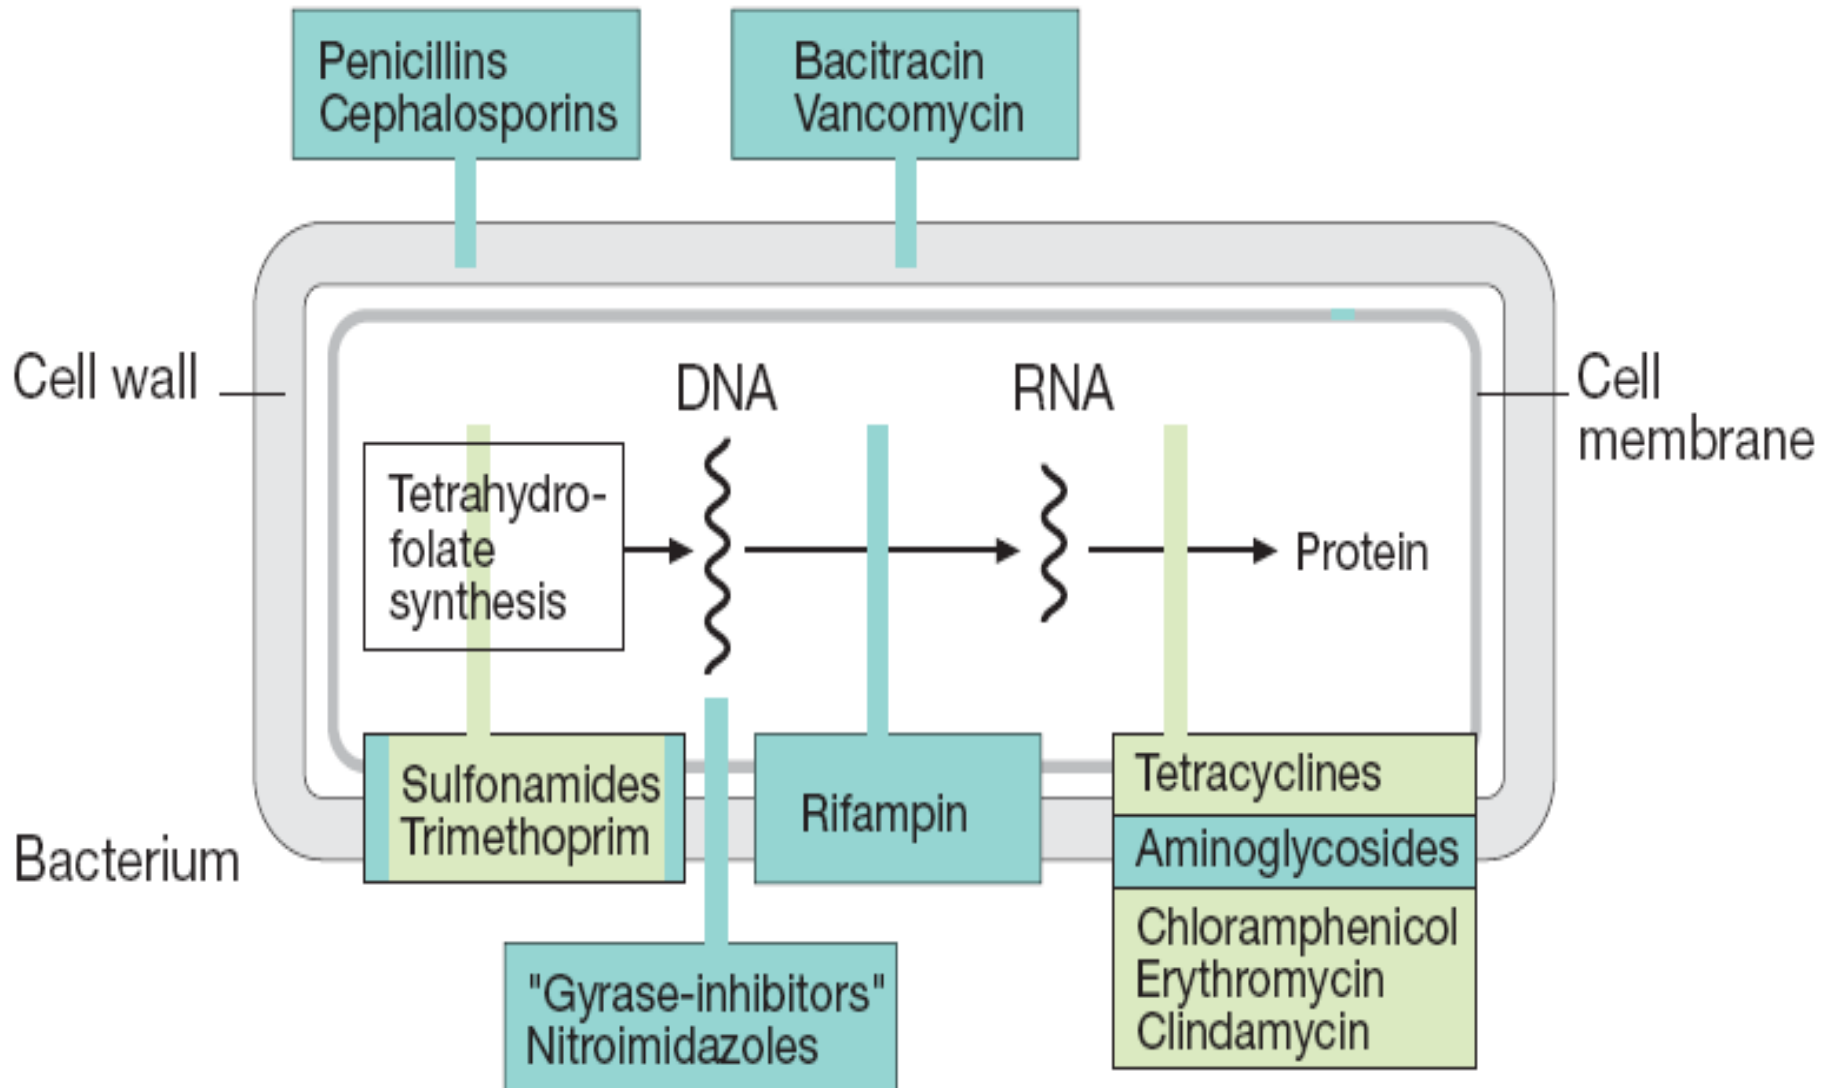 Penicillins
Cephalosporins
Bacitracin
Vancomycin
Cell wall
DNA
RNA
Cell
membrane
Tetrahydro-
folate
synthesis
Protein
Sulfonamides
Trimethoprim
Rifampin
Tetracyclines
Aminoglycosides
Chloramphenicol
Erythromycin
Clindamycin
Bacterium
"Gyrase-inhibitors"
Nitroimidazoles